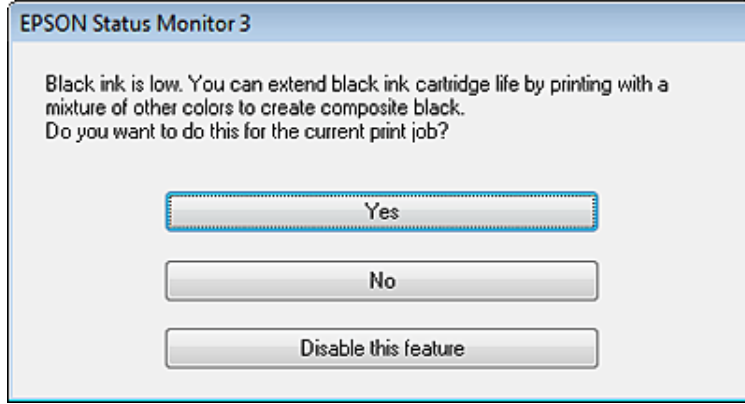 EPSON Status Monitor 3
Black ink is low. You can extend black ink cartridge life by printing with a
mixture of other colors to create composite black.
Do you want to do this for the current print job?
Yes
No
Disable this feature